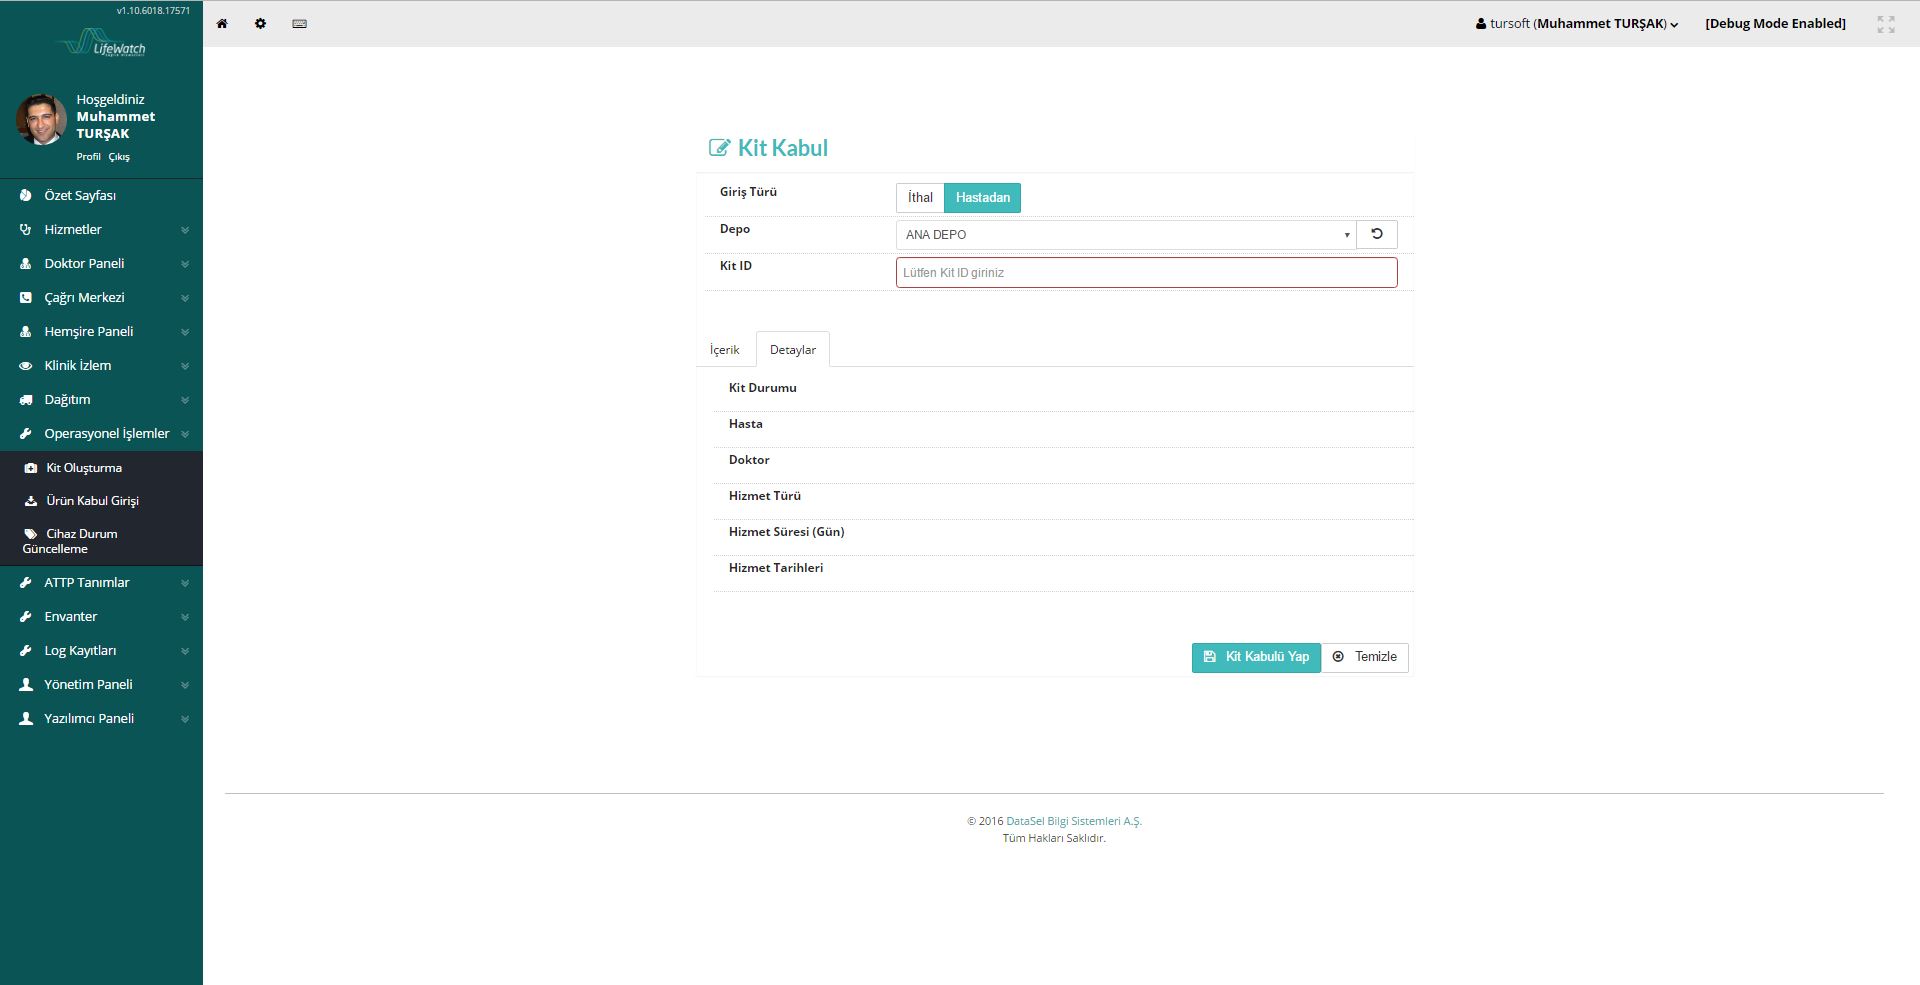 v1.10.6018.17571
LifeWatch
Hoşgeldiniz
Muhammet
TURŞAK
Profil Çıkış
Özet Sayfası
Hizmetler
Doktor Paneli
Çağrı Merkezi
Hemşire Paneli
Klinik İzlem
Dağıtım
Operasyonel İşlemler
Kit Oluşturma
Ürün Kabul Girişi
Cihaz Durum
Güncelleme
ATTP Tanımlar
Envanter
Log Kayıtları
Yönetim Paneli
Yazılımcı Paneli
tursoft (Muhammet TURŞAK)
[Debug Mode Enabled]
Kit Kabul
Giriş Türü
İthal Hastadan
Depo
ANA DEPO
Kit ID
Lütfen Kit ID giriniz
İçerik Detaylar
Kit Durumu
Hasta
Doktor
Hizmet Türü
Hizmet Süresi (Gün)
Hizmet Tarihleri
Kit Kabulü Yap Temizle
© 2016 DataSel Bilgi Sistemleri A.Ş.
Tüm Hakları Saklıdır.